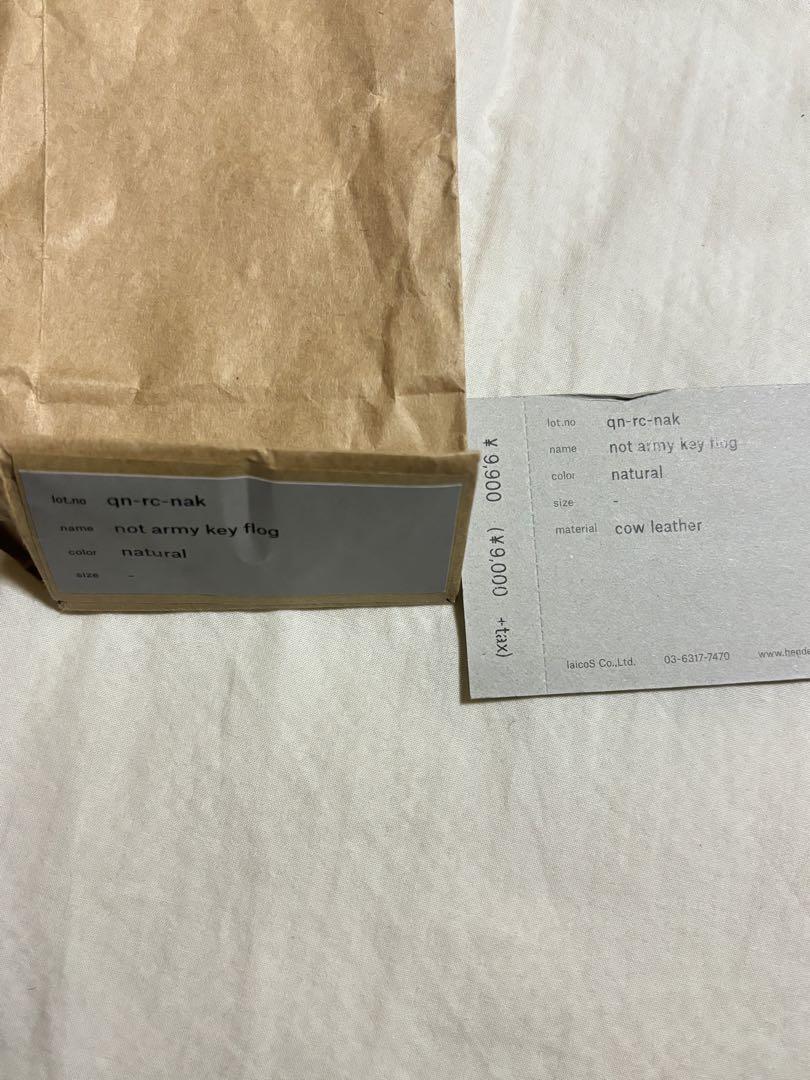 lot.no qn-rc-nak
name not army key flog
color natural
size -
¥9,900 (¥9,000 +tax)
lot.no qn-rc-nak
name not army key flog
color natural
size -
material cow leather
laicoS Co.,Ltd. 03-6317-7470